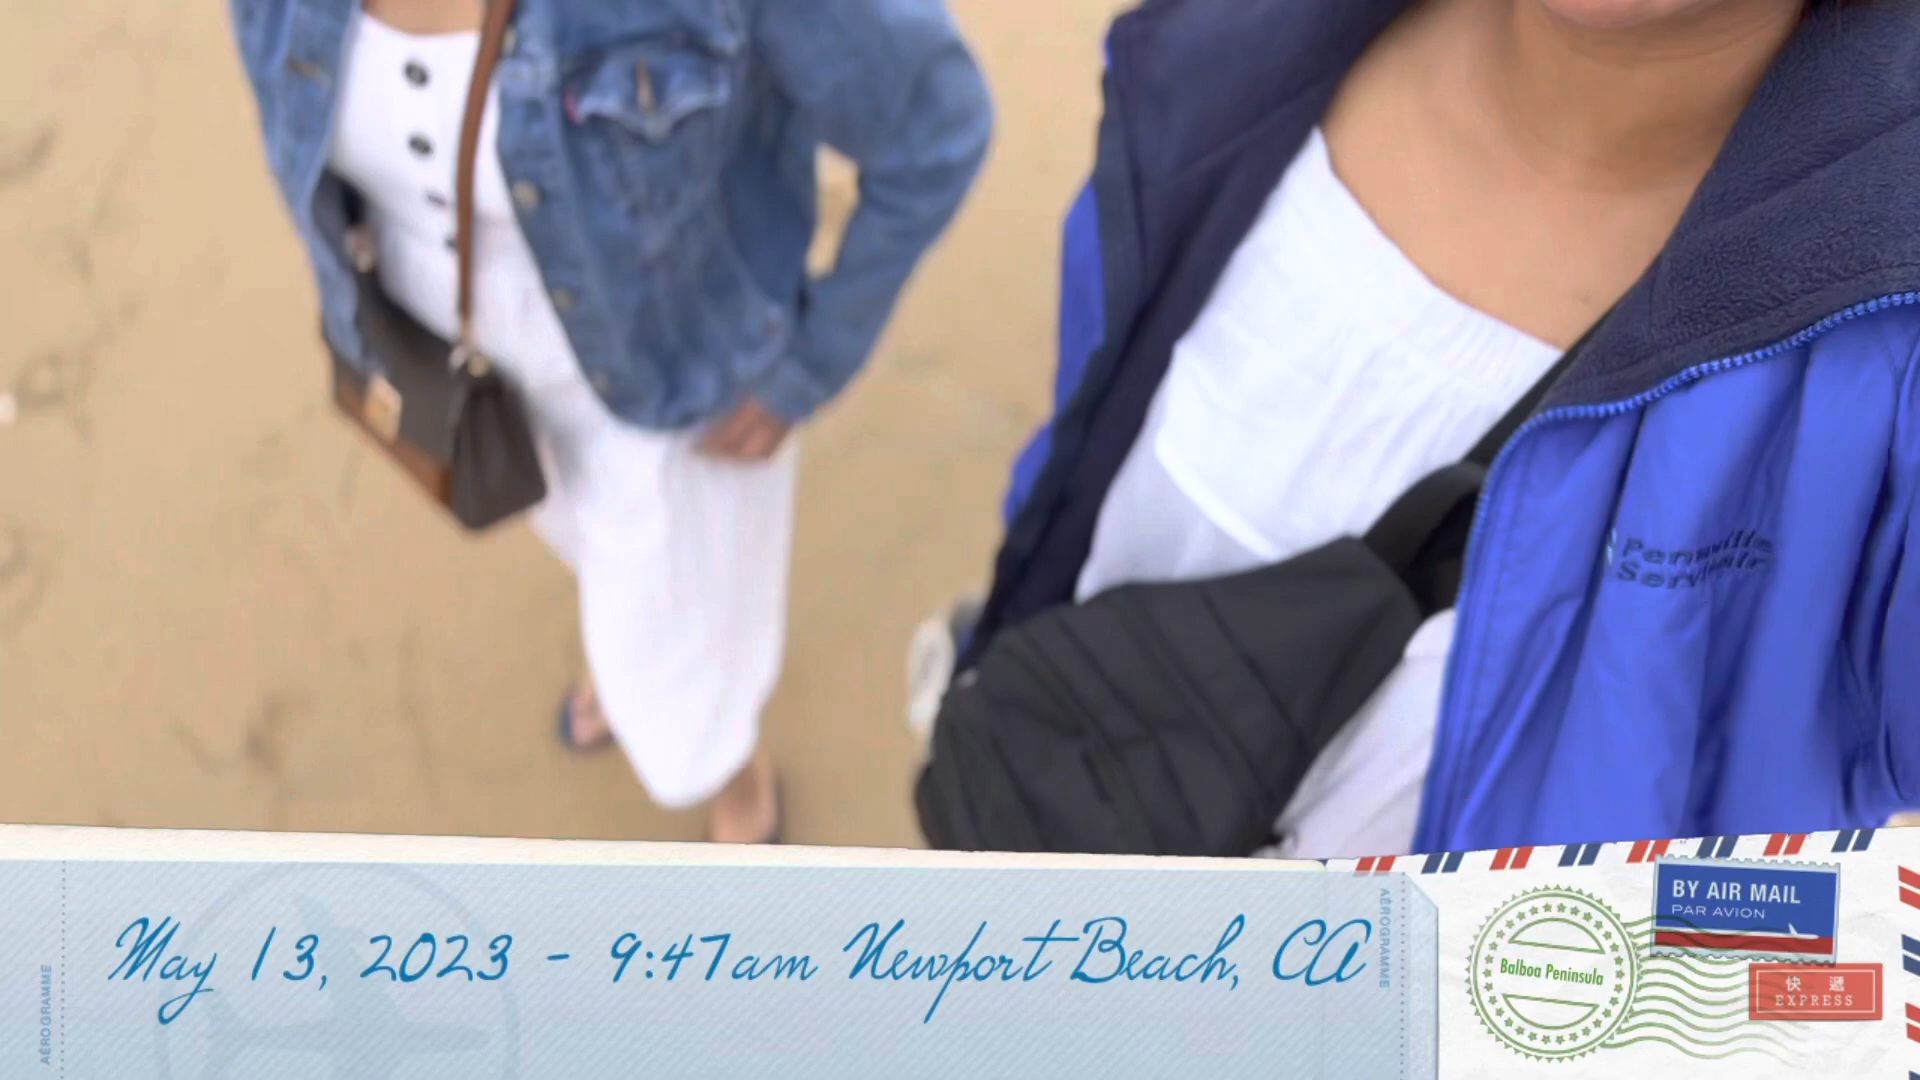 May 13, 2023 - 9:47am Newport Beach, CA
AÉROGRAMME
AÉROGRAMME
Balboa Peninsula
BY AIR MAIL
PAR AVION
快遞
EXPRESS